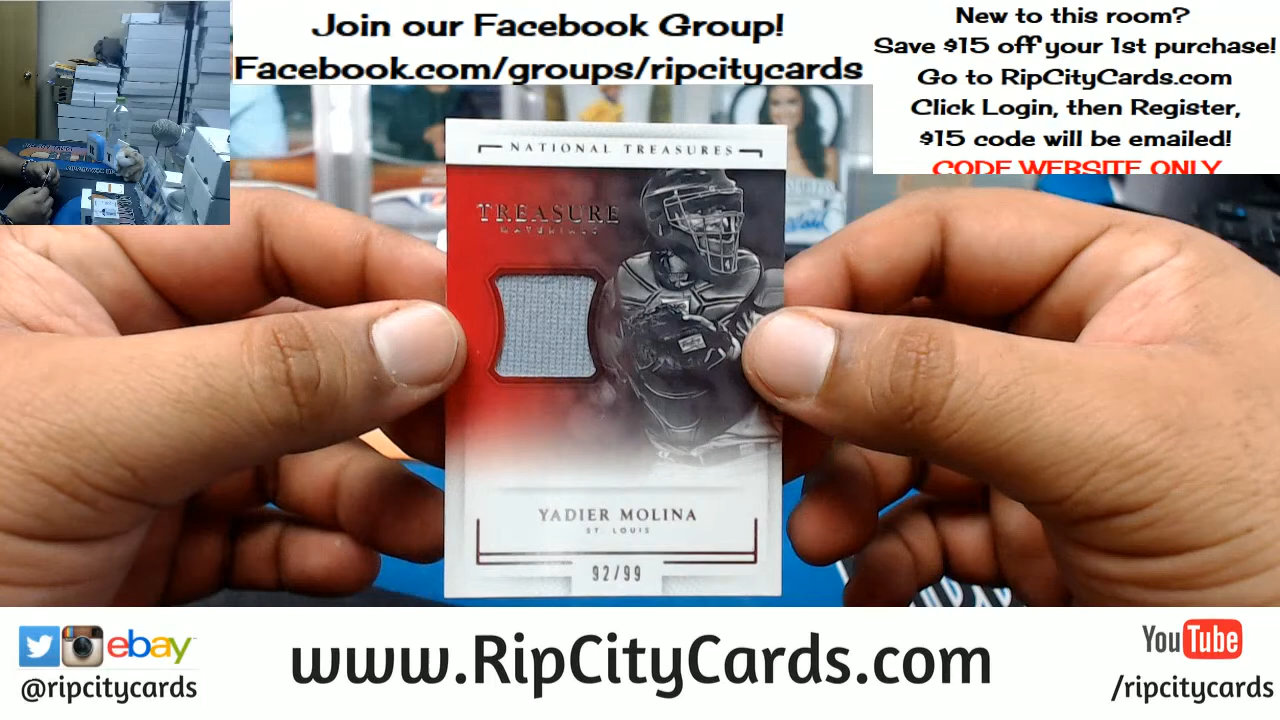 Join our Facebook Group!
Facebook.com/groups/ripcitycards
New to this room?
Save $15 off your 1st purchase!
Go to RipCityCards.com
Click Login, then Register,
$15 code will be emailed!
CODE WEBSITE ONLY
NATIONAL TREASURES
TREASURE
MATERIALS
YADIER MOLINA
ST. LOUIS
92/99
ebay
@ripcitycards
www.RipCityCards.com
YouTube
/ripcitycards